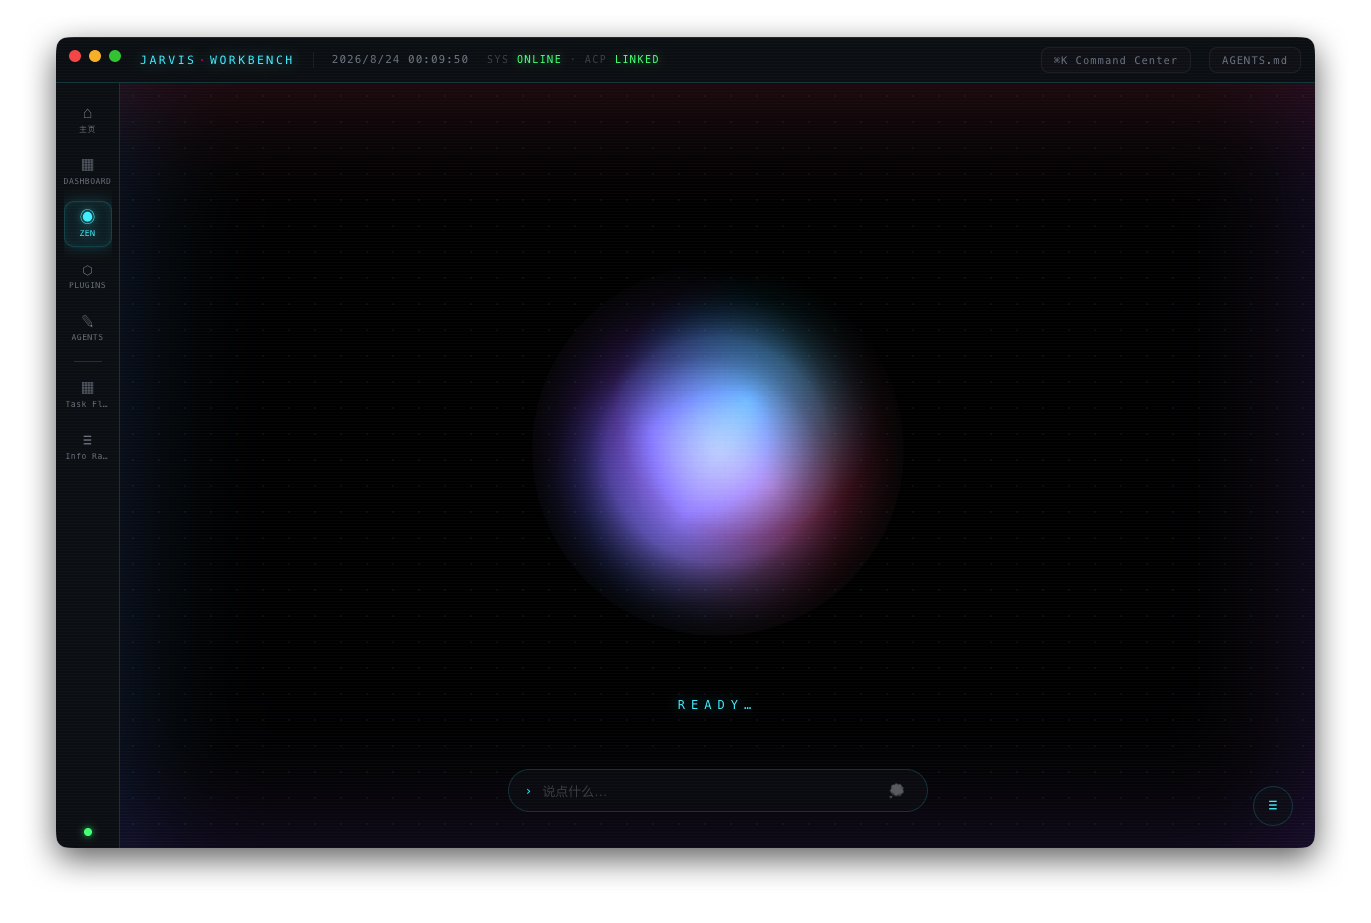 JARVIS·WORKBENCH
2026/8/24 00:09:50
SYS ONLINE · ACP LINKED
⌘K Command Center
AGENTS.md
主页
DASHBOARD
ZEN
PLUGINS
AGENTS
Task Fl…
Info Ra…
READY…
› 说点什么…